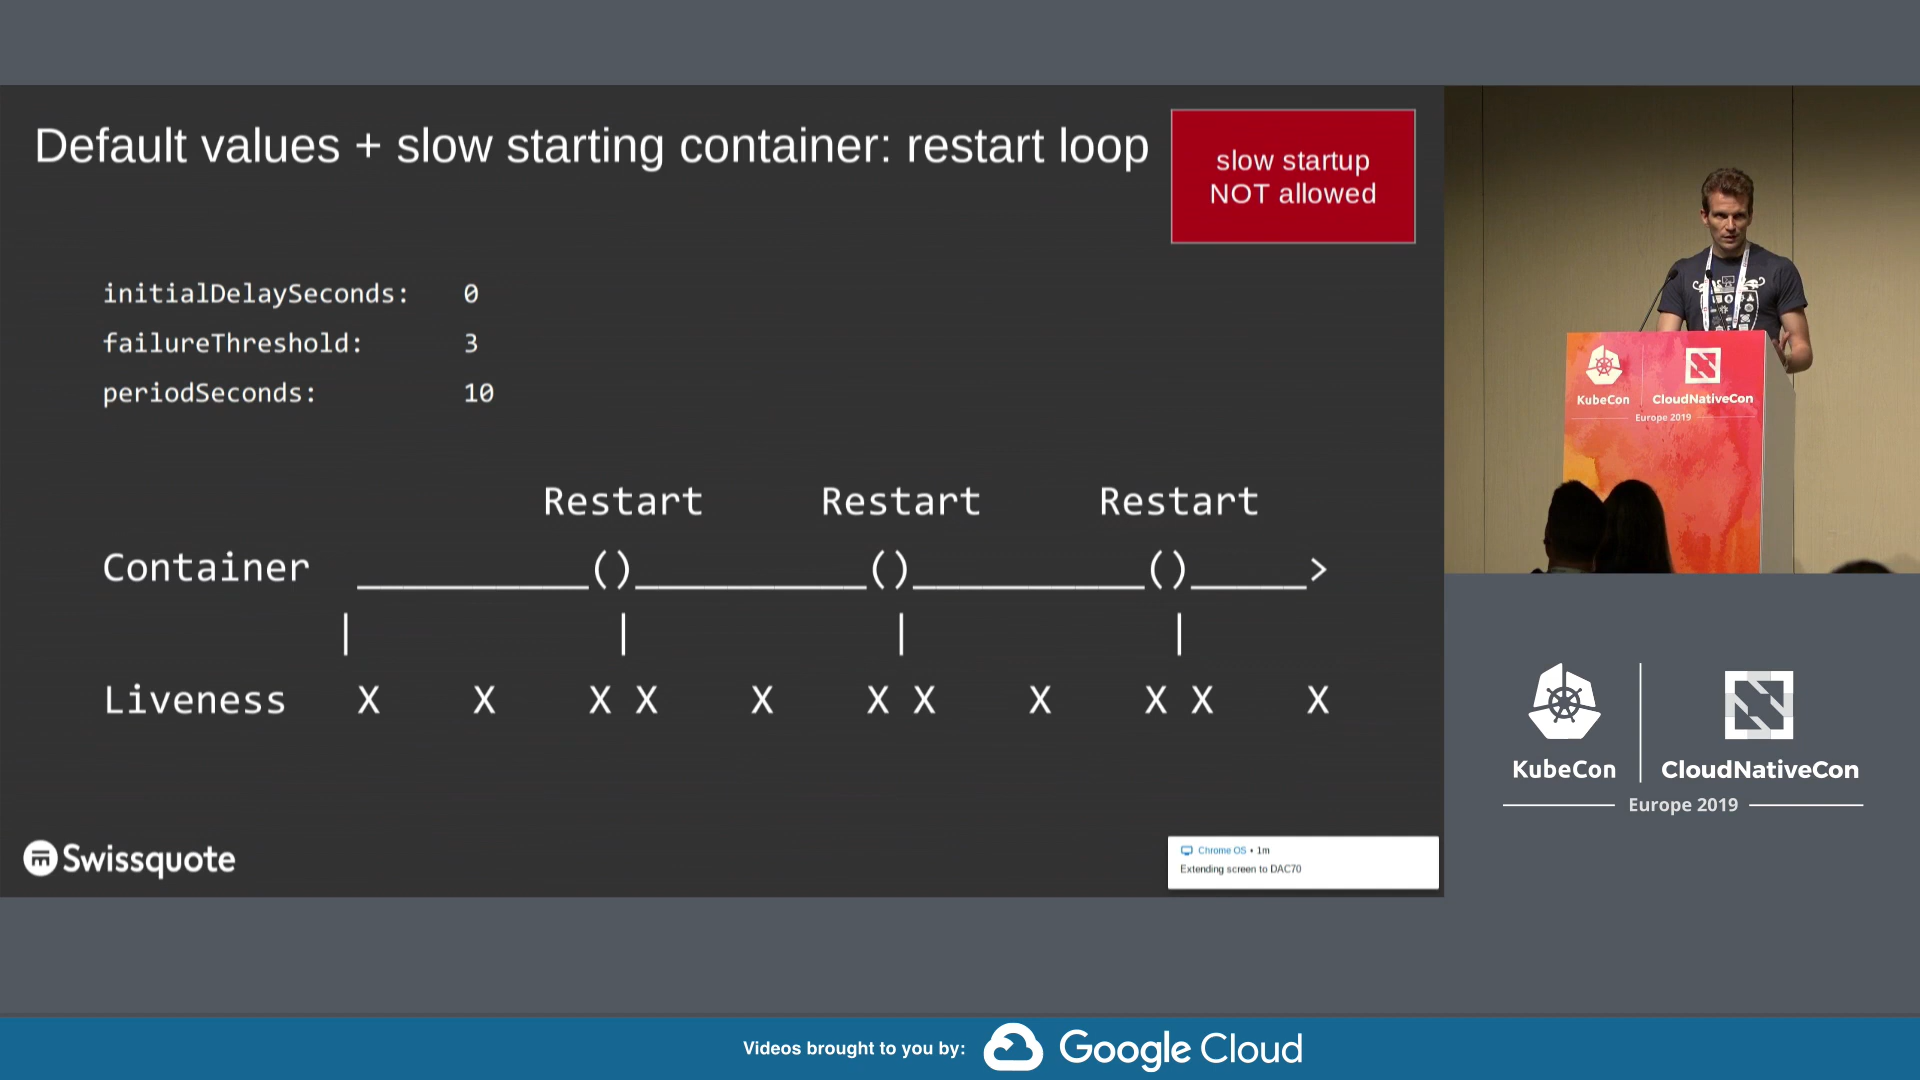 Default values + slow starting container: restart loop
slow startup
NOT allowed
initialDelaySeconds: 0
failureThreshold: 3
periodSeconds: 10
Restart Restart Restart
Container __________()__________()__________()_____>
| | | |
Liveness X X X X X X X X X X X
Swissquote
Chrome OS • 1m
Extending screen to DAC70
KubeCon CloudNativeCon
Europe 2019
KubeCon CloudNativeCon
Europe 2019
Videos brought to you by: Google Cloud